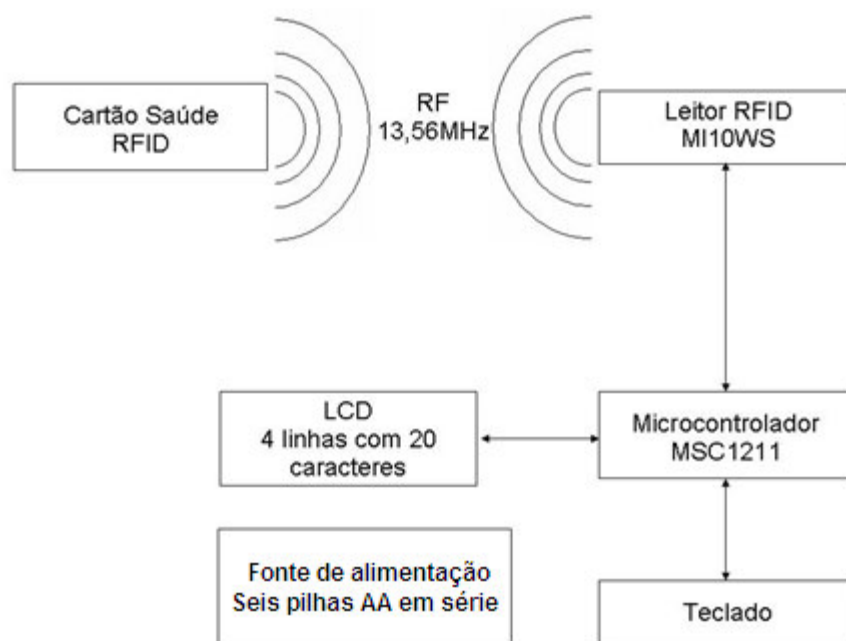 Cartão Saúde
RFID
RF
13,56MHz
Leitor RFID
MI10WS
LCD
4 linhas com 20
caracteres
Microcontrolador
MSC1211
Fonte de alimentação
Seis pilhas AA em série
Teclado